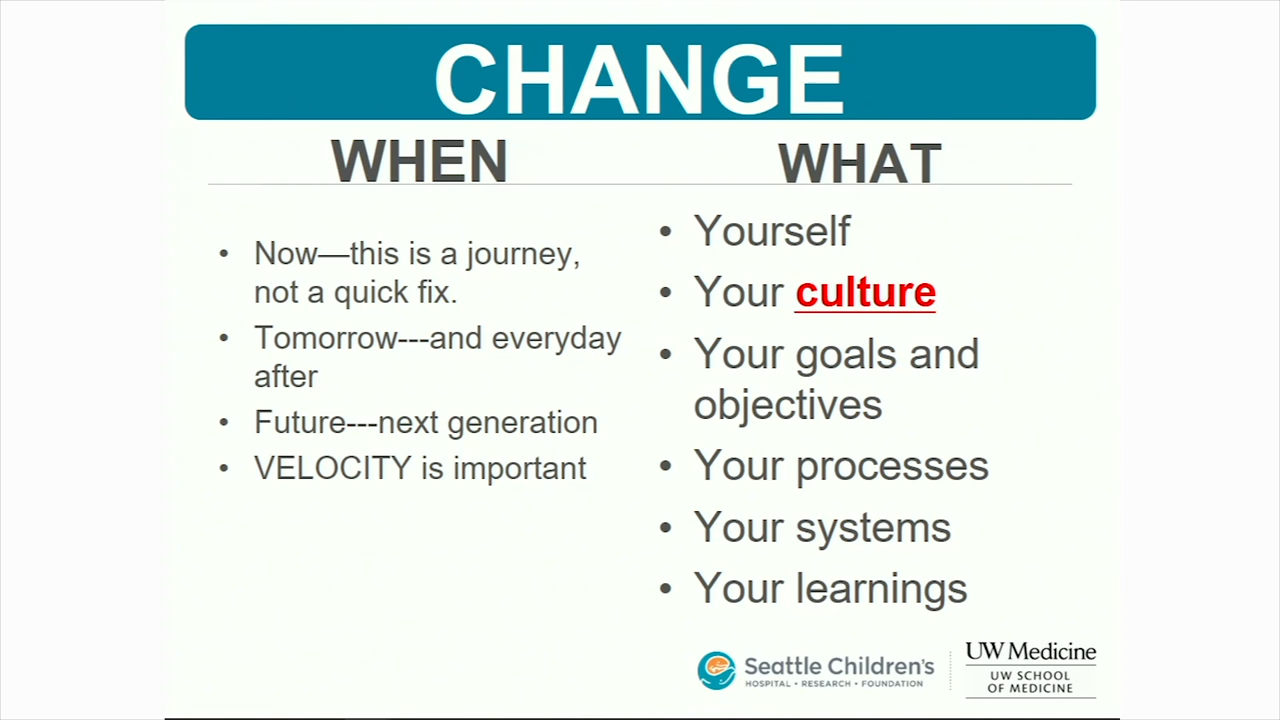 CHANGE
WHEN
• Now—this is a journey,
not a quick fix.
• Tomorrow---and everyday
after
• Future---next generation
• VELOCITY is important
WHAT
• Yourself
• Your culture
• Your goals and
objectives
• Your processes
• Your systems
• Your learnings
Seattle Children's
HOSPITAL • RESEARCH • FOUNDATION
UW Medicine
UW SCHOOL
OF MEDICINE